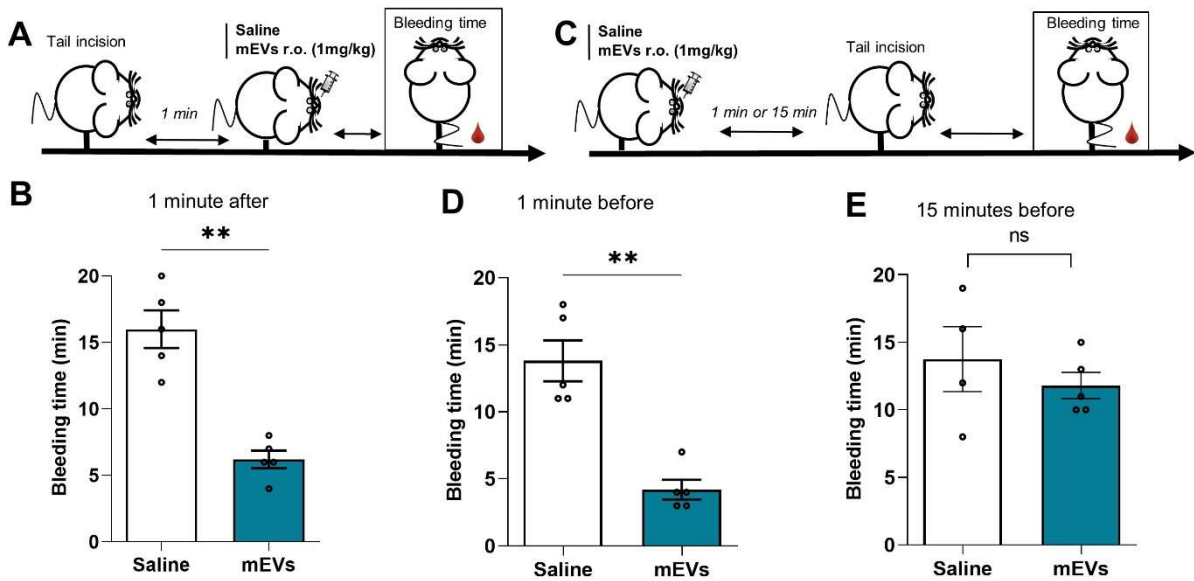 A
Tail incision
1 min
Saline
mEVs r.o. (1mg/kg)
Bleeding time
C
Saline
mEVs r.o. (1mg/kg)
1 min or 15 min
Tail incision
Bleeding time
B
1 minute after
**
Bleeding time (min)
20
15
10
5
0
Saline
mEVs
D
1 minute before
**
Bleeding time (min)
20
15
10
5
0
Saline
mEVs
E
15 minutes before
ns
Bleeding time (min)
20
15
10
5
0
Saline
mEVs